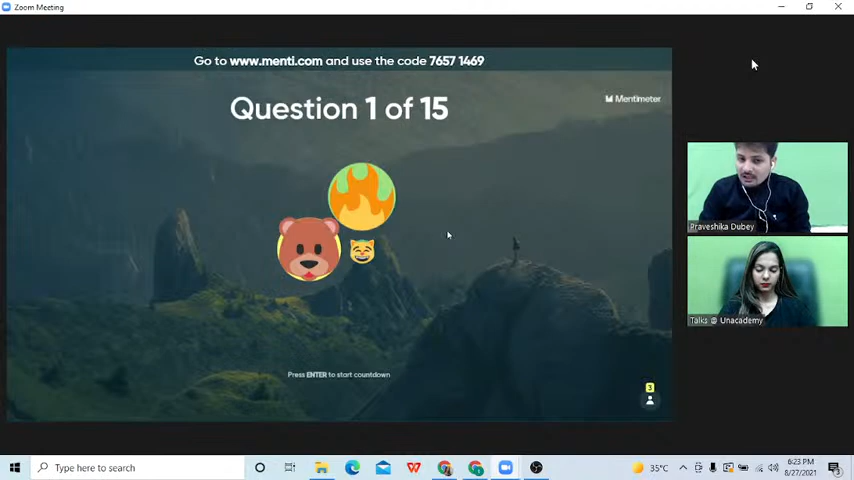 Zoom Meeting
Go to www.menti.com and use the code 7657 1469
Question 1 of 15
Mentimeter
Praveshika Dubey
Talks @ Unacademy
Press ENTER to start countdown
3
Type here to search
35°C
6:23 PM
8/27/2021
3